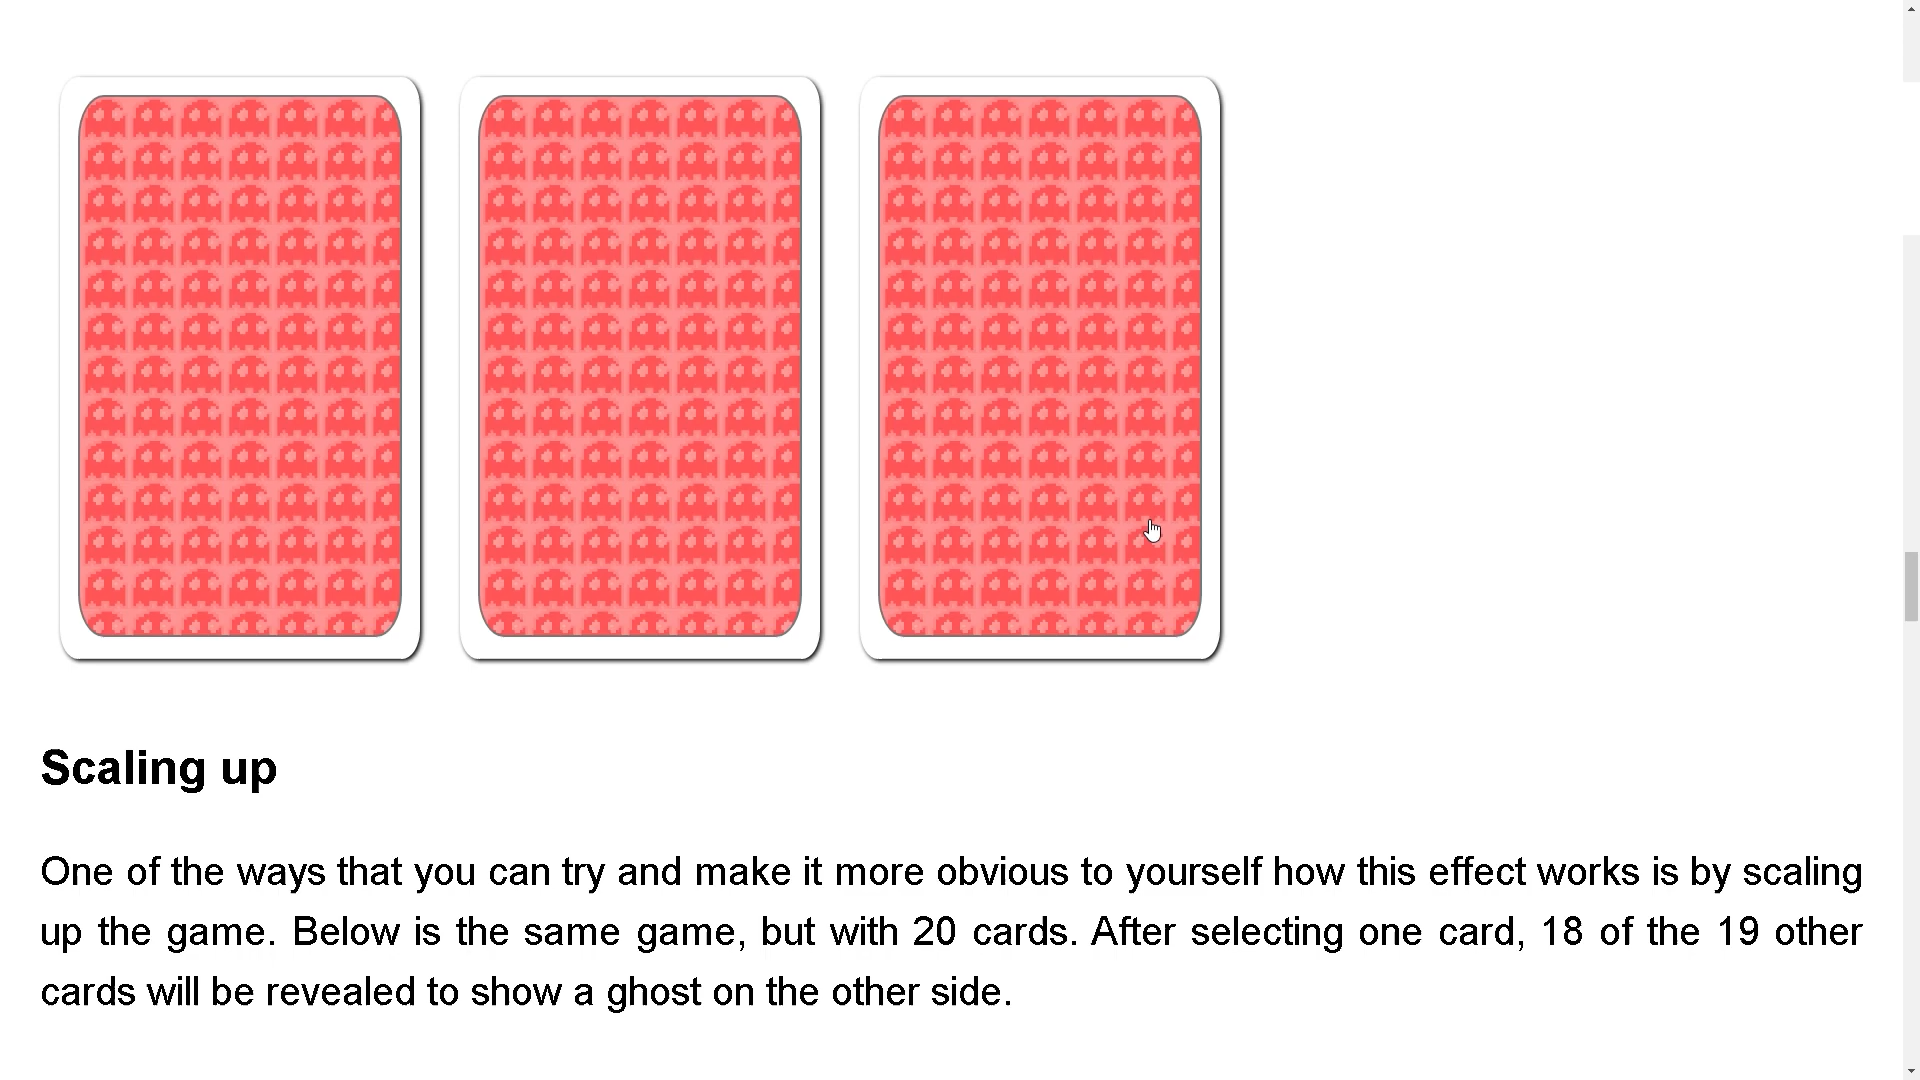 Scaling up
One of the ways that you can try and make it more obvious to yourself how this effect works is by scaling
up the game. Below is the same game, but with 20 cards. After selecting one card, 18 of the 19 other
cards will be revealed to show a ghost on the other side.